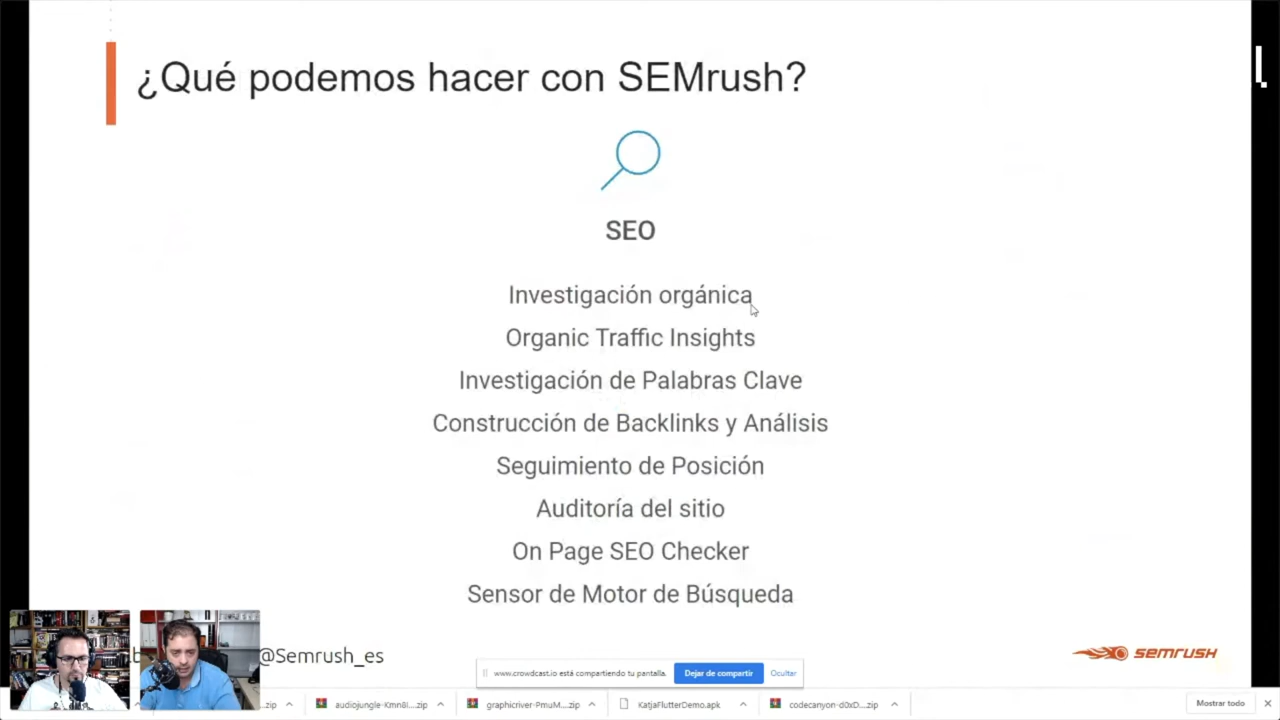 ¿Qué podemos hacer con SEMrush?
SEO
Investigación orgánica
Organic Traffic Insights
Investigación de Palabras Clave
Construcción de Backlinks y Análisis
Seguimiento de Posición
Auditoría del sitio
On Page SEO Checker
Sensor de Motor de Búsqueda
@Semrush_es
SEMRUSH
www.crowdcast.io está compartiendo tu pantalla.
Dejar de compartir
Ocultar
.zip
audiojungle-Kmn8I....zip
graphicriver-PmuM....zip
KatjaFlutterDemo.apk
codecanyon-d0xD....zip
Mostrar todo